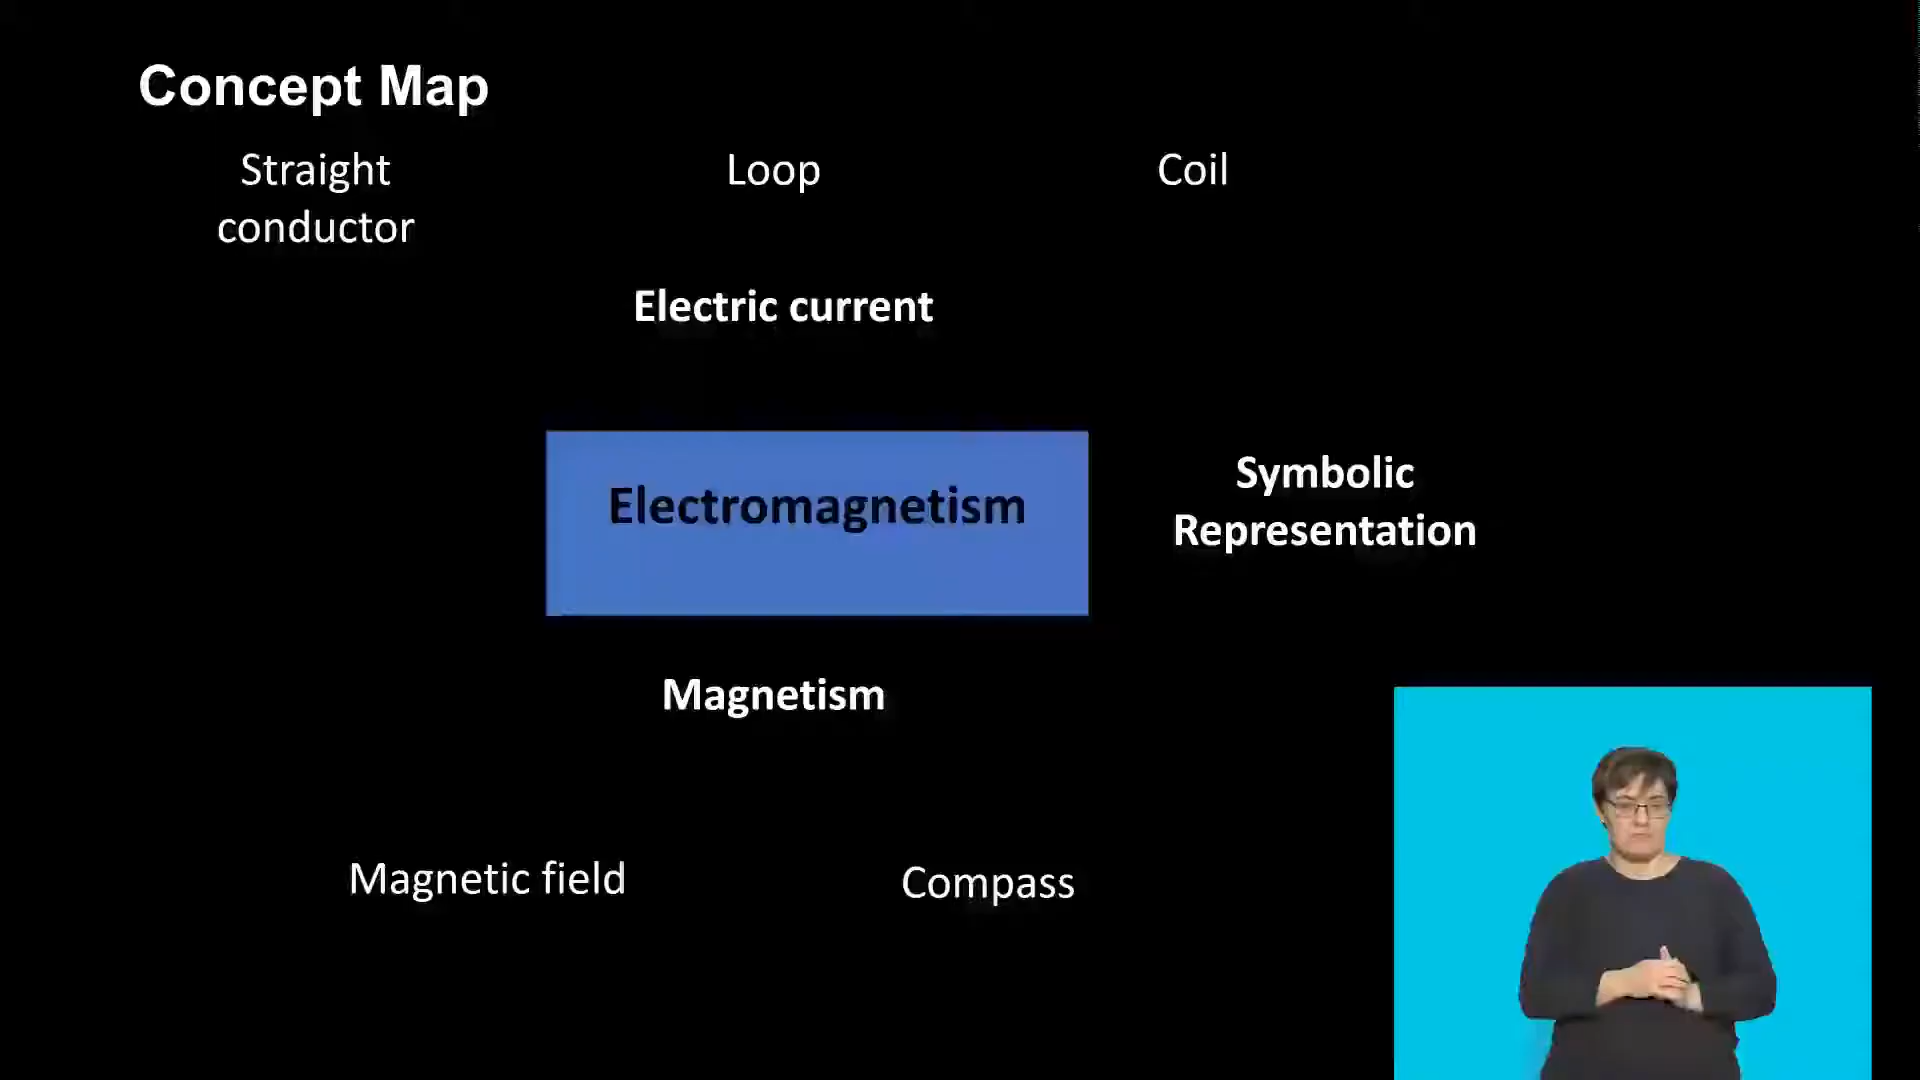 Concept Map
Straight
conductor
Loop
Coil
Electric current
Electromagnetism
Symbolic
Representation
Magnetism
Magnetic field
Compass